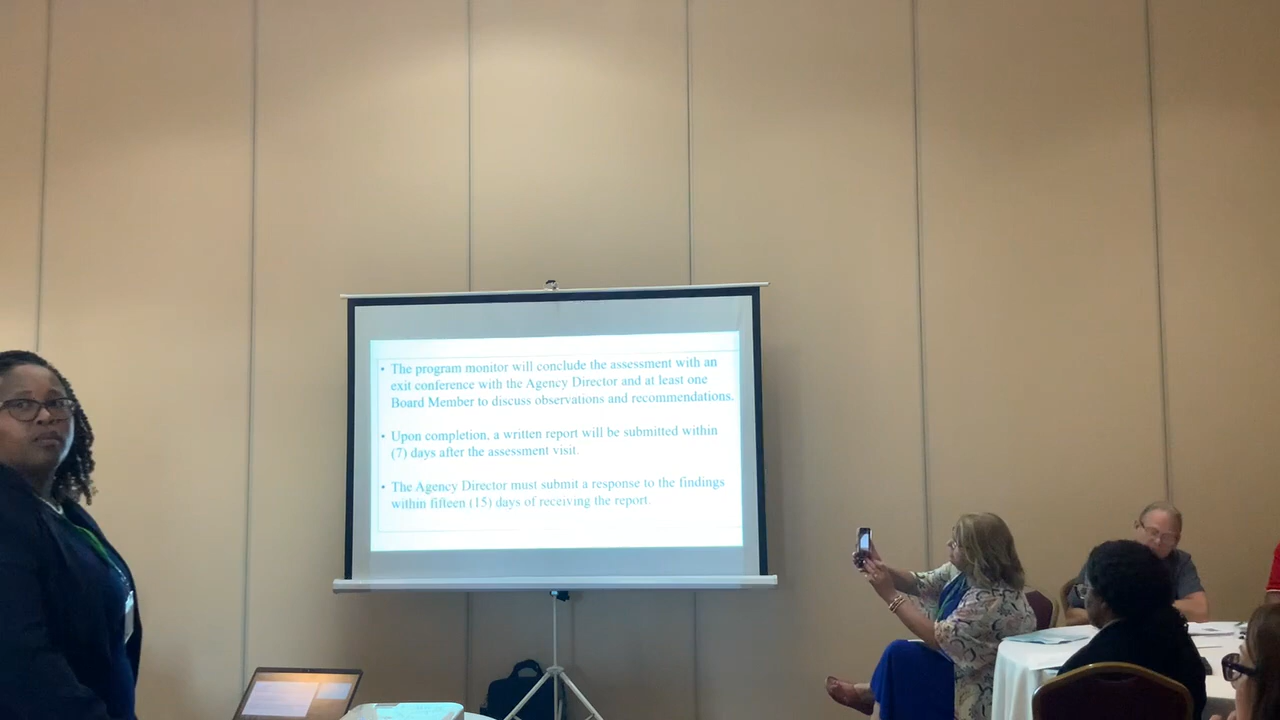 • The program monitor will conclude the assessment with an
exit conference with the Agency Director and at least one
Board Member to discuss observations and recommendations.
• Upon completion, a written report will be submitted within
(7) days after the assessment visit.
• The Agency Director must submit a response to the findings
within fifteen (15) days of receiving the report.